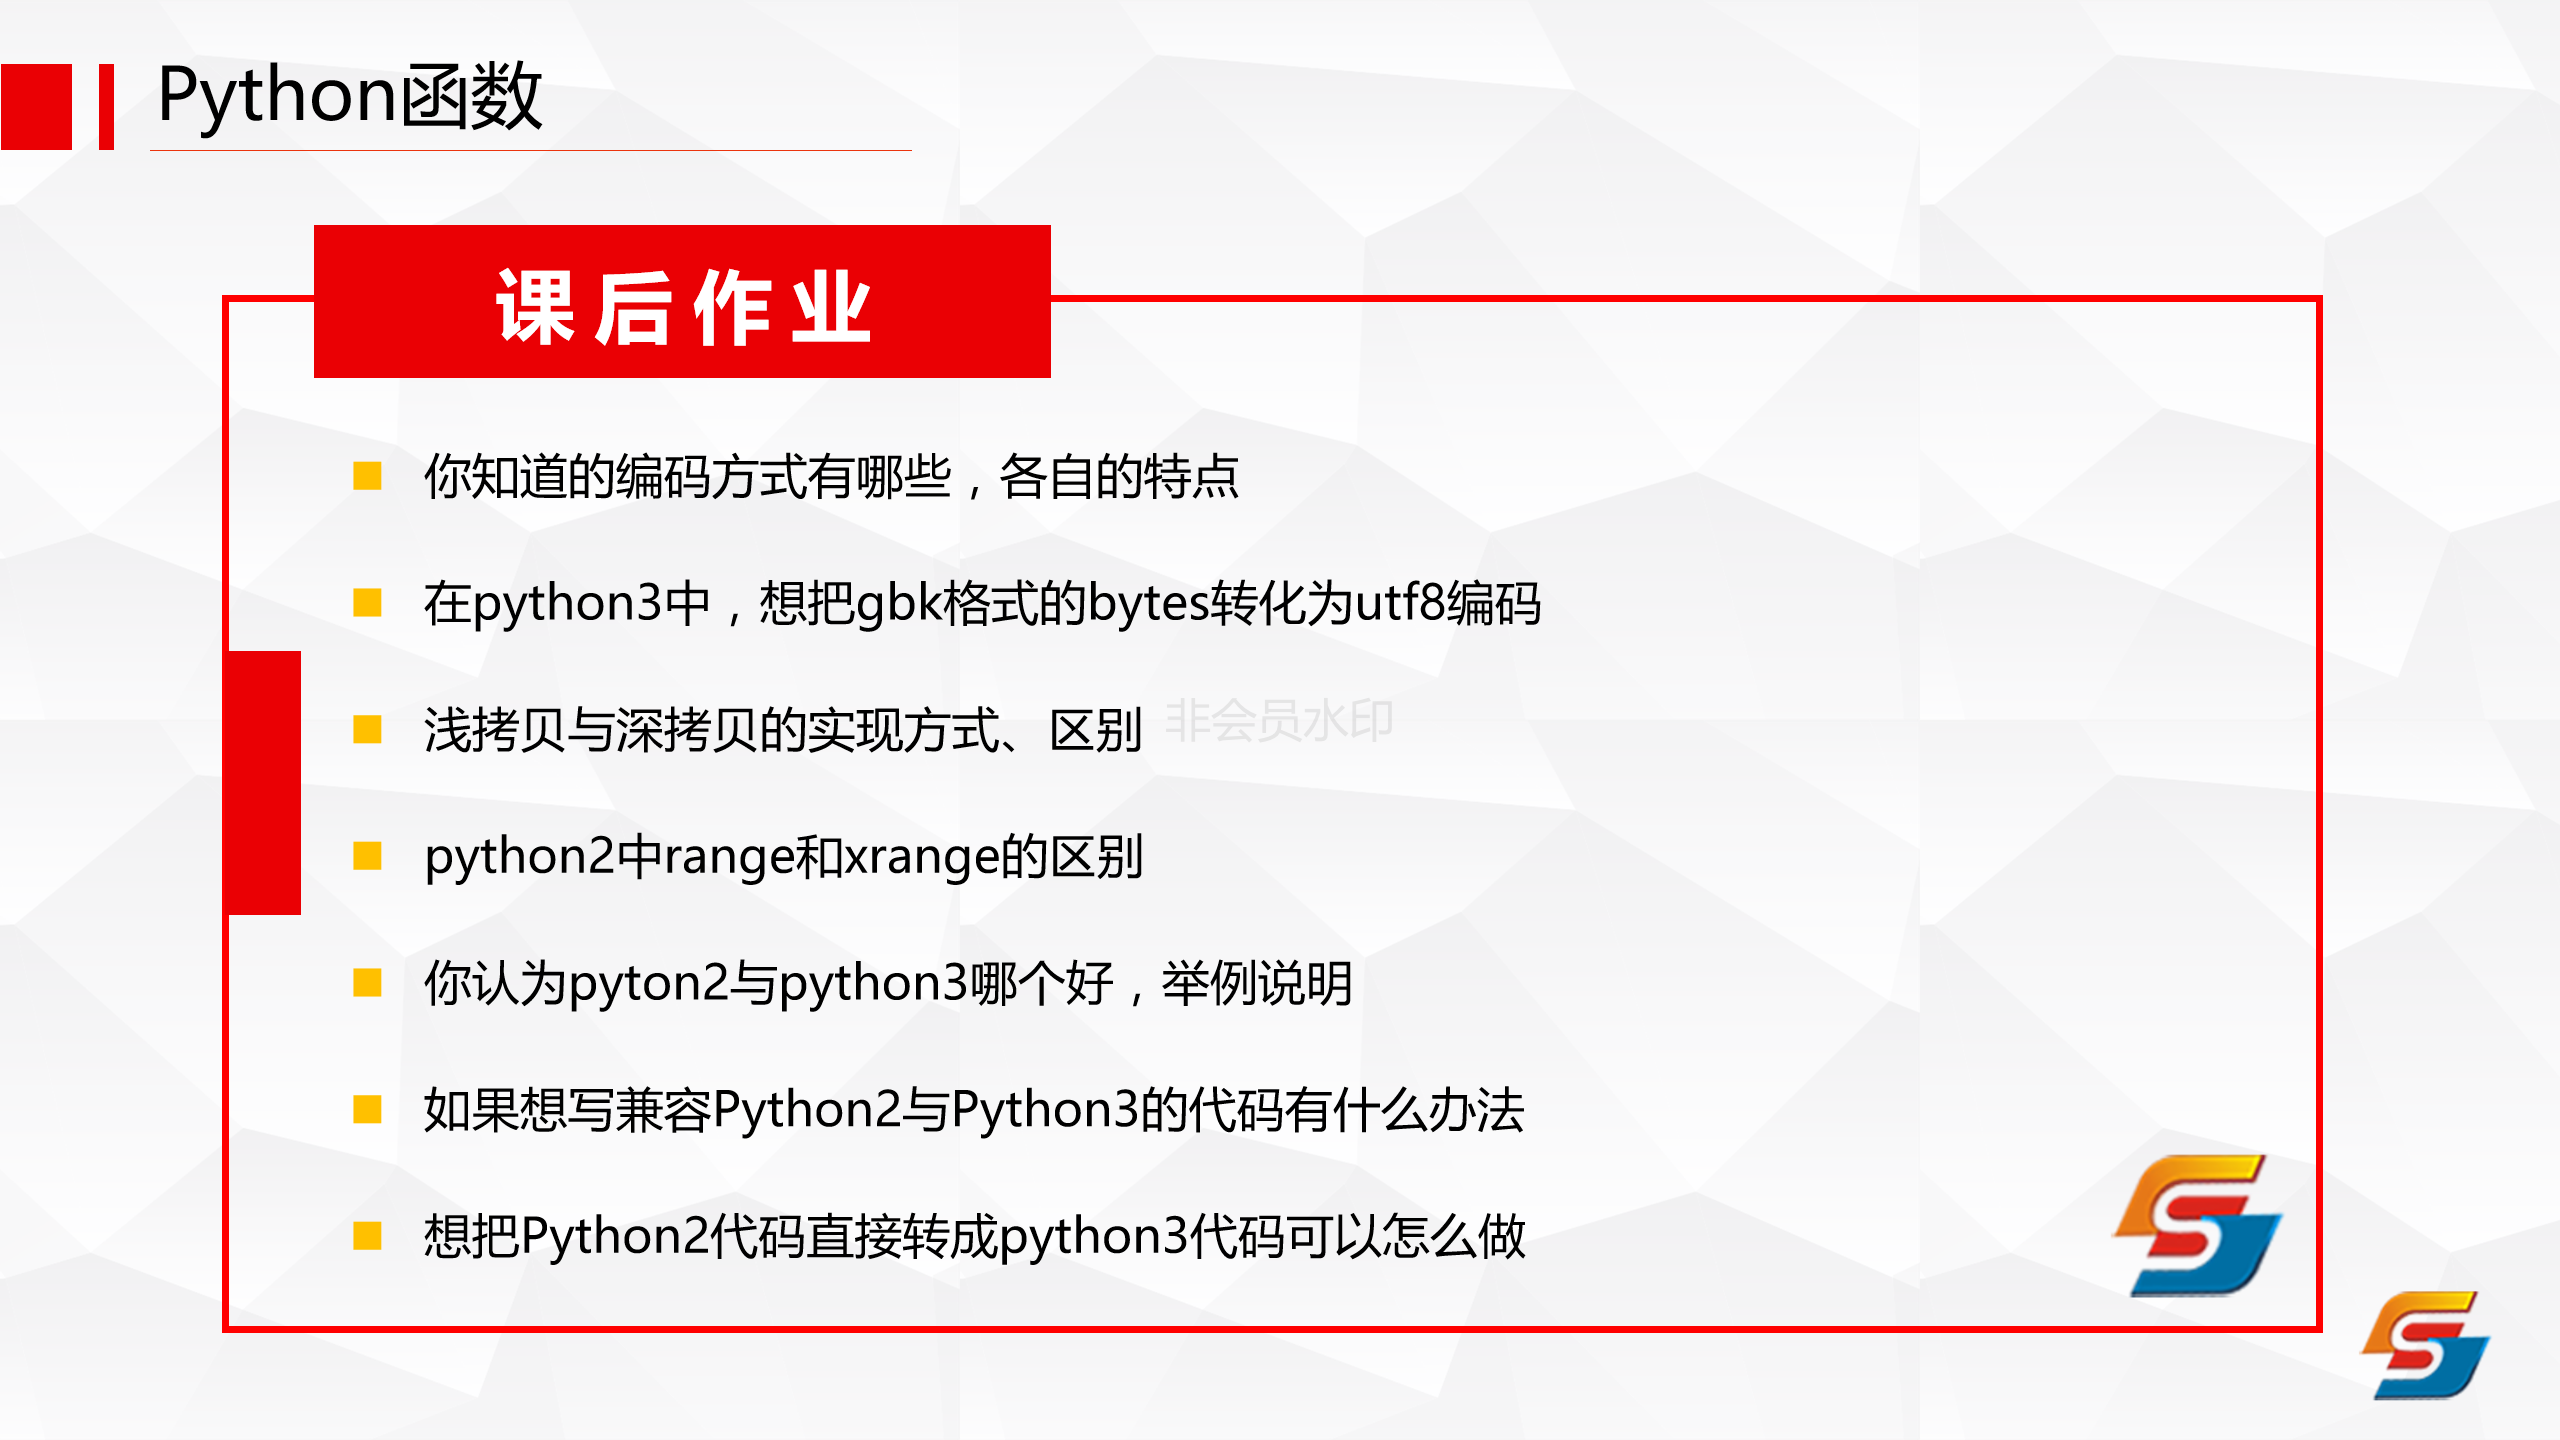 Python函数
课后作业
你知道的编码方式有哪些，各自的特点
在python3中，想把gbk格式的bytes转化为utf8编码
浅拷贝与深拷贝的实现方式、区别
非会员水印
python2中range和xrange的区别
你认为pyton2与python3哪个好，举例说明
如果想写兼容Python2与Python3的代码有什么办法
想把Python2代码直接转成python3代码可以怎么做